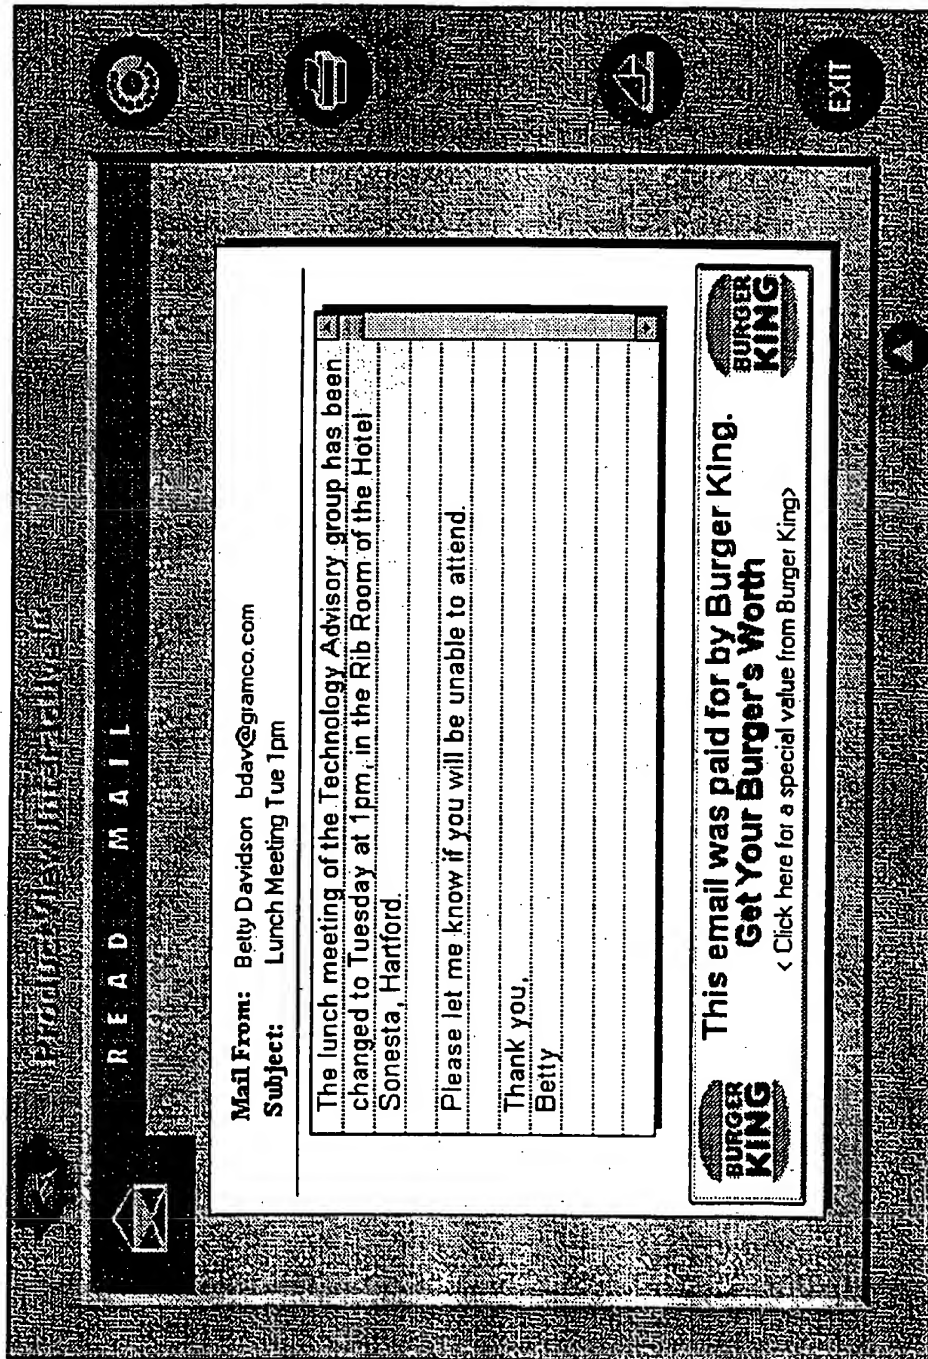 ProductView Interactive
READ MAIL
Mail From: Betty Davidson bdav@gramco.com
Subject: Lunch Meeting Tue 1pm
The lunch meeting of the Technology Advisory group has been
changed to Tuesday at 1pm, in the Rib Room of the Hotel
Sonesta, Hartford.
Please let me know if you will be unable to attend.
Thank you,
Betty
BURGER
KING
This email was paid for by Burger King.
Get Your Burger's Worth
< Click here for a special value from Burger King>
BURGER
KING
EXIT